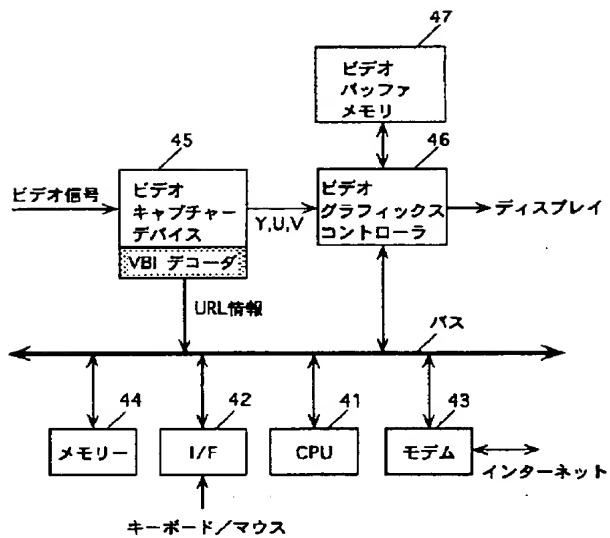 47
ビデオ
バッファ
メモリ
45
46
ビデオ信号
ビデオ
キャプチャー
デバイス
VBI デコーダ
Y,U,V
ビデオ
グラフィックス
コントローラ
ディスプレイ
URL情報
バス
44
42
41
43
メモリー
I/F
CPU
モデム
インターネット
キーボード/マウス